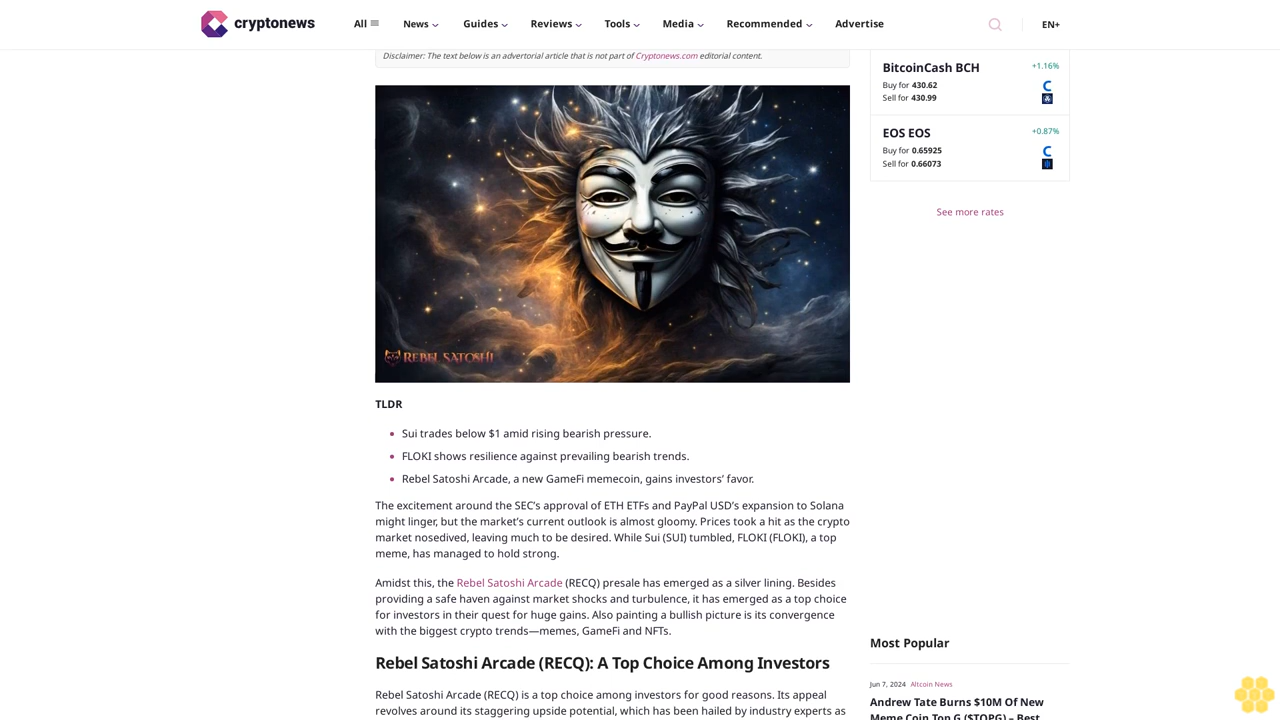 cryptonews
All
News
Guides
Reviews
Tools
Media
Recommended
Advertise
EN+
Disclaimer: The text below is an advertorial article that is not part of Cryptonews.com editorial content.
REBEL SATOSHI
TLDR
Sui trades below $1 amid rising bearish pressure.
FLOKI shows resilience against prevailing bearish trends.
Rebel Satoshi Arcade, a new GameFi memecoin, gains investors’ favor.
The excitement around the SEC’s approval of ETH ETFs and PayPal USD’s expansion to Solana
might linger, but the market’s current outlook is almost gloomy. Prices took a hit as the crypto
market nosedived, leaving much to be desired. While Sui (SUI) tumbled, FLOKI (FLOKI), a top
meme, has managed to hold strong.
Amidst this, the Rebel Satoshi Arcade (RECQ) presale has emerged as a silver lining. Besides
providing a safe haven against market shocks and turbulence, it has emerged as a top choice
for investors in their quest for huge gains. Also painting a bullish picture is its convergence
with the biggest crypto trends—memes, GameFi and NFTs.
Rebel Satoshi Arcade (RECQ): A Top Choice Among Investors
Rebel Satoshi Arcade (RECQ) is a top choice among investors for good reasons. Its appeal
revolves around its staggering upside potential, which has been hailed by industry experts as
BitcoinCash BCH
+1.16%
Buy for 430.62
Sell for 430.99
EOS EOS
+0.87%
Buy for 0.65925
Sell for 0.66073
See more rates
Most Popular
Jun 7, 2024 Altcoin News
Andrew Tate Burns $10M Of New
Meme Coin Top G ($TOPG) – Best